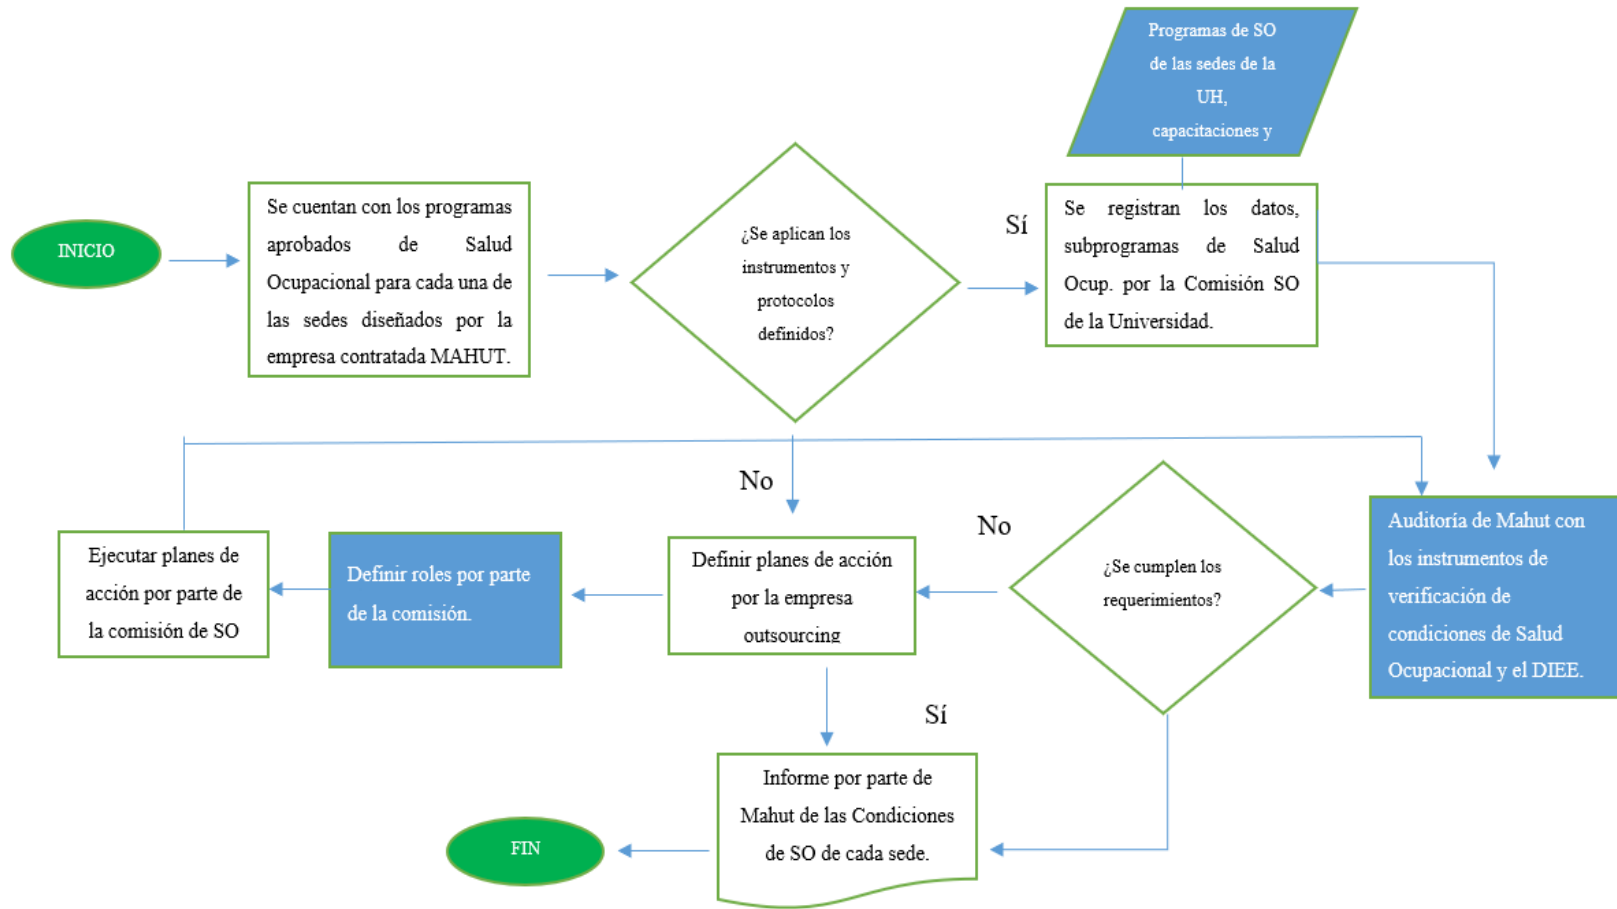 Programas de SO
de las sedes de la
UH,
capacitaciones y
INICIO
Se cuentan con los programas
aprobados de Salud
Ocupacional para cada una de
las sedes diseñados por la
empresa contratada MAHUT.
¿Se aplican los
instrumentos y
protocolos
definidos?
Sí
Se registran los datos,
subprogramas de Salud
Ocup. por la Comisión SO
de la Universidad.
No
Ejecutar planes de
acción por parte de
la comisión de SO
Definir roles por parte
de la comisión.
Definir planes de acción
por la empresa
outsourcing
No
¿Se cumplen los
requerimientos?
Auditoría de Mahut con
los instrumentos de
verificación de
condiciones de Salud
Ocupacional y el DIEE.
Sí
Informe por parte de
Mahut de las Condiciones
de SO de cada sede.
FIN